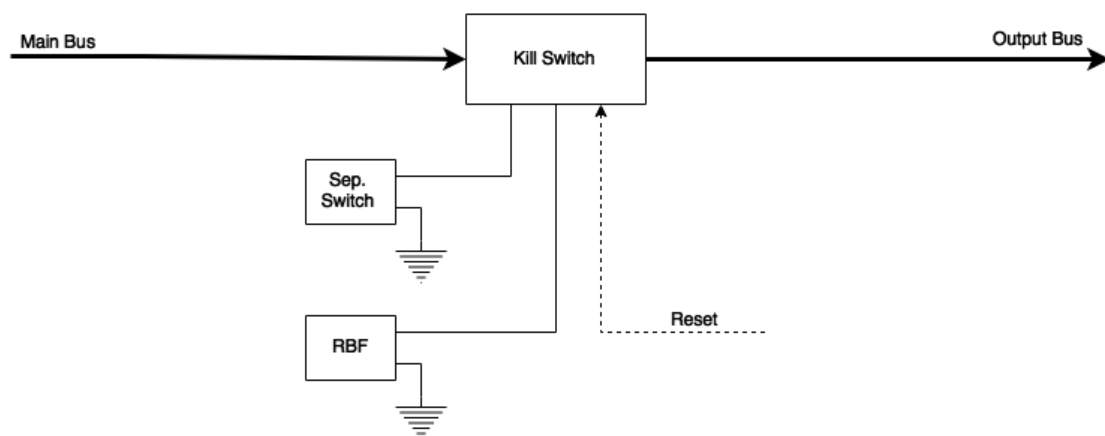 Main Bus
Kill Switch
Output Bus
Sep.
Switch
Reset
RBF